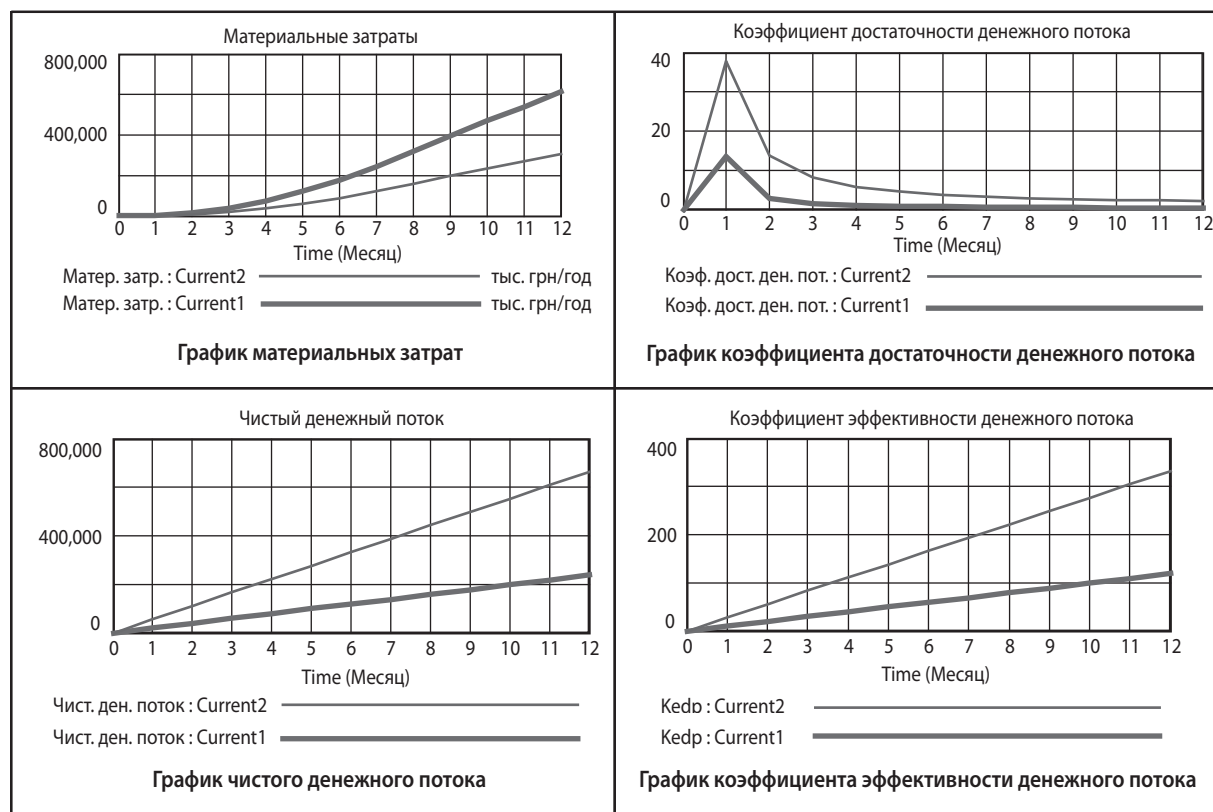 Материальные затраты
800,000
400,000
0
0 1 2 3 4 5 6 7 8 9 10 11 12
Time (Месяц)
Матер. затр. : Current2 тыс. грн/год
Матер. затр. : Current1 тыс. грн/год
График материальных затрат
Коэффициент достаточности денежного потока
40
20
0
0 1 2 3 4 5 6 7 8 9 10 11 12
Time (Месяц)
Коэф. дост. ден. пот. : Current2
Коэф. дост. ден. пот. : Current1
График коэффициента достаточности денежного потока
Чистый денежный поток
800,000
400,000
0
0 1 2 3 4 5 6 7 8 9 10 11 12
Time (Месяц)
Чист. ден. поток : Current2
Чист. ден. поток : Current1
График чистого денежного потока
Коэффициент эффективности денежного потока
400
200
0
0 1 2 3 4 5 6 7 8 9 10 11 12
Time (Месяц)
Kedp : Current2
Kedp : Current1
График коэффициента эффективности денежного потока